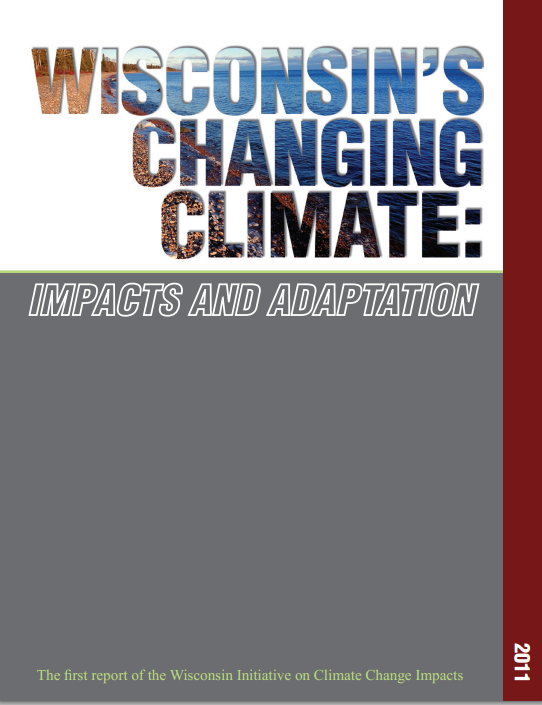 WISCONSIN'S
CHANGING
CLIMATE:
IMPACTS AND ADAPTATION
The first report of the Wisconsin Initiative on Climate Change Impacts
2011